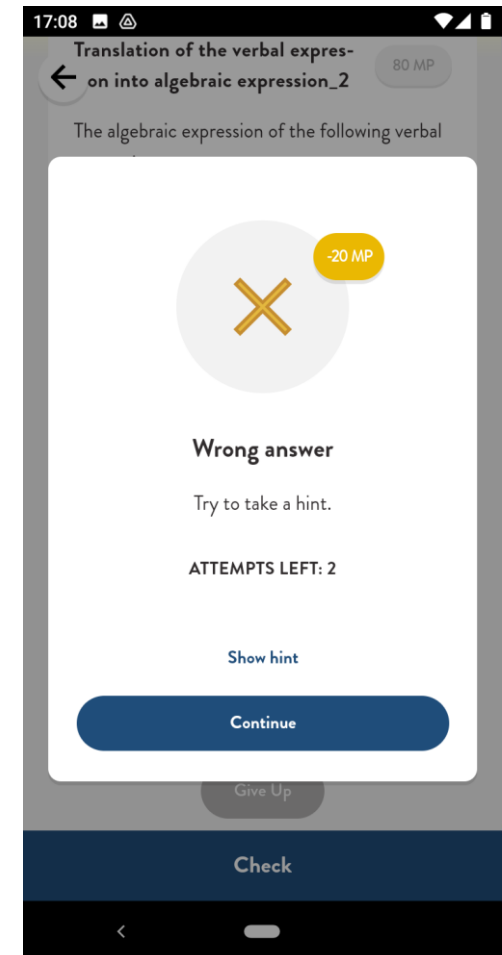 17:08
Translation of the verbal expres-
on into algebraic expression_2
80 MP
The algebraic expression of the following verbal
-20 MP
Wrong answer
Try to take a hint.
ATTEMPTS LEFT: 2
Show hint
Continue
Give Up
Check